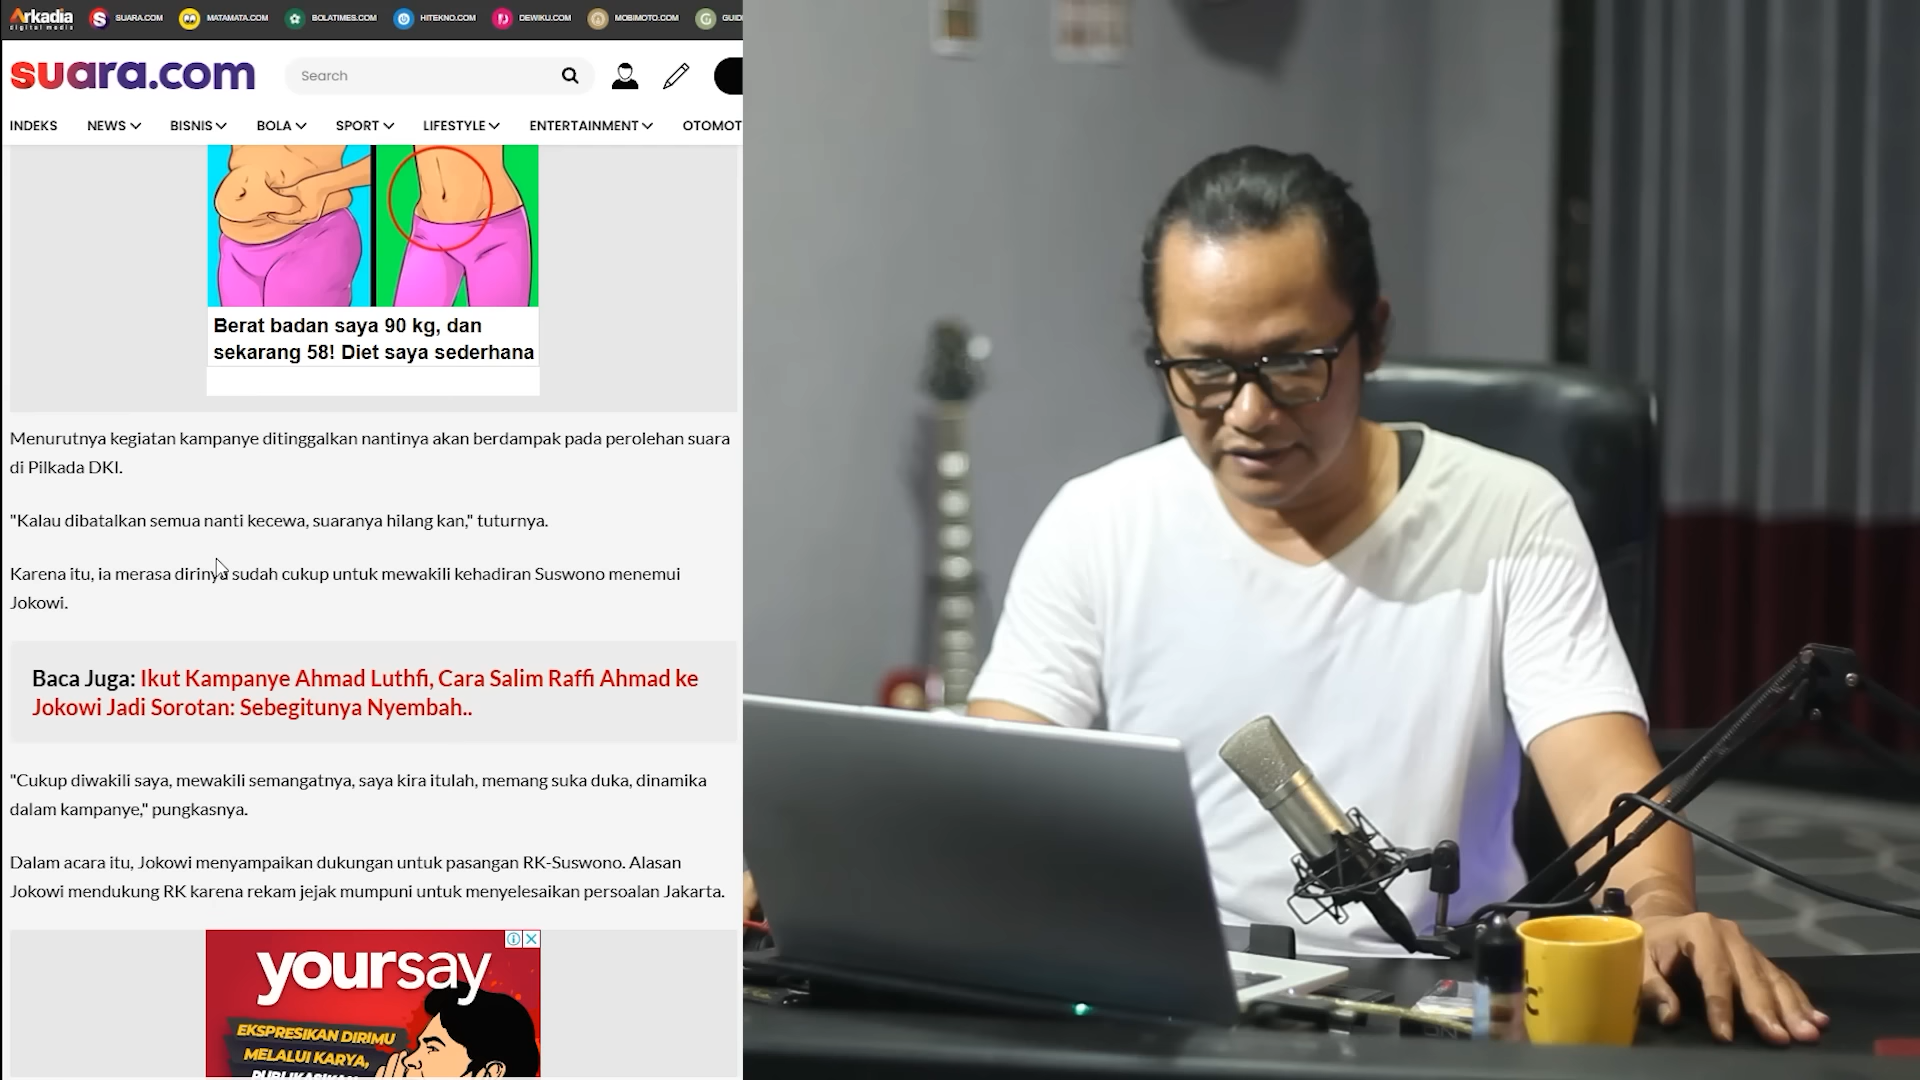 Arkadia
digital media
SUARA.COM
MATAMATA.COM
BOLATIMES.COM
HITEKNO.COM
DEWIKU.COM
MOBIMOTO.COM
GUID
suara.com
Search
INDEKS
NEWS
BISNIS
BOLA
SPORT
LIFESTYLE
ENTERTAINMENT
OTOMOT
Berat badan saya 90 kg, dan
sekarang 58! Diet saya sederhana
Menurutnya kegiatan kampanye ditinggalkan nantinya akan berdampak pada perolehan suara
di Pilkada DKI.
"Kalau dibatalkan semua nanti kecewa, suaranya hilang kan," tuturnya.
Karena itu, ia merasa dirinya sudah cukup untuk mewakili kehadiran Suswono menemui
Jokowi.
Baca Juga: Ikut Kampanye Ahmad Luthfi, Cara Salim Raffi Ahmad ke
Jokowi Jadi Sorotan: Sebegitunya Nyembah..
"Cukup diwakili saya, mewakili semangatnya, saya kira itulah, memang suka duka, dinamika
dalam kampanye," pungkasnya.
Dalam acara itu, Jokowi menyampaikan dukungan untuk pasangan RK-Suswono. Alasan
Jokowi mendukung RK karena rekam jejak mumpuni untuk menyelesaikan persoalan Jakarta.
yoursay
EKSPRESIKAN DIRIMU
MELALUI KARYA,
PUBLIKASIKAN